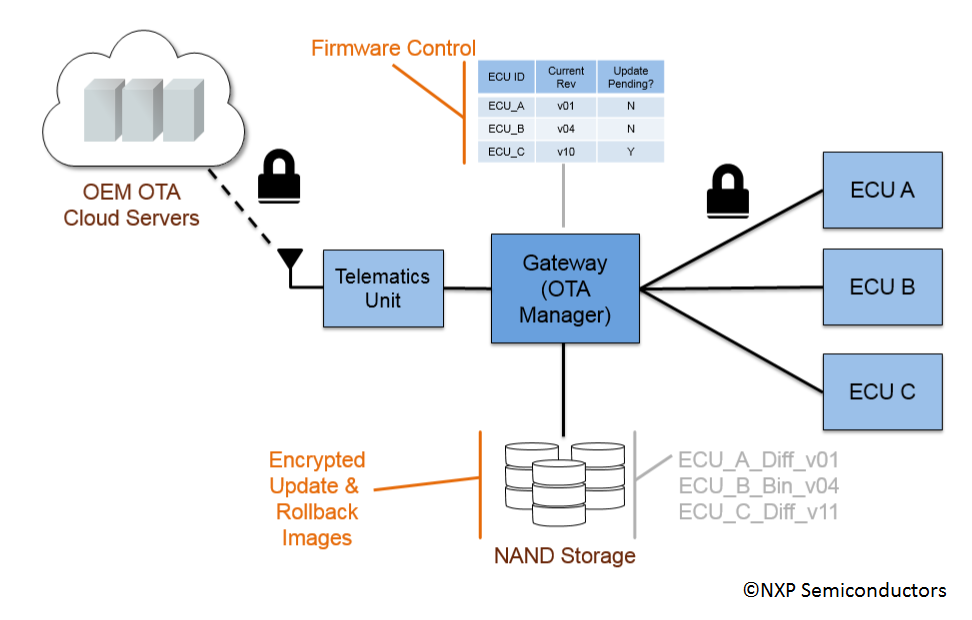 Firmware Control
ECU ID Current Rev Update Pending?
ECU_A v01 N
ECU_B v04 N
ECU_C v10 Y
OEM OTA
Cloud Servers
Telematics
Unit
Gateway
(OTA
Manager)
ECU A
ECU B
ECU C
Encrypted
Update &
Rollback
Images
NAND Storage
ECU_A_Diff_v01
ECU_B_Bin_v04
ECU_C_Diff_v11
©NXP Semiconductors